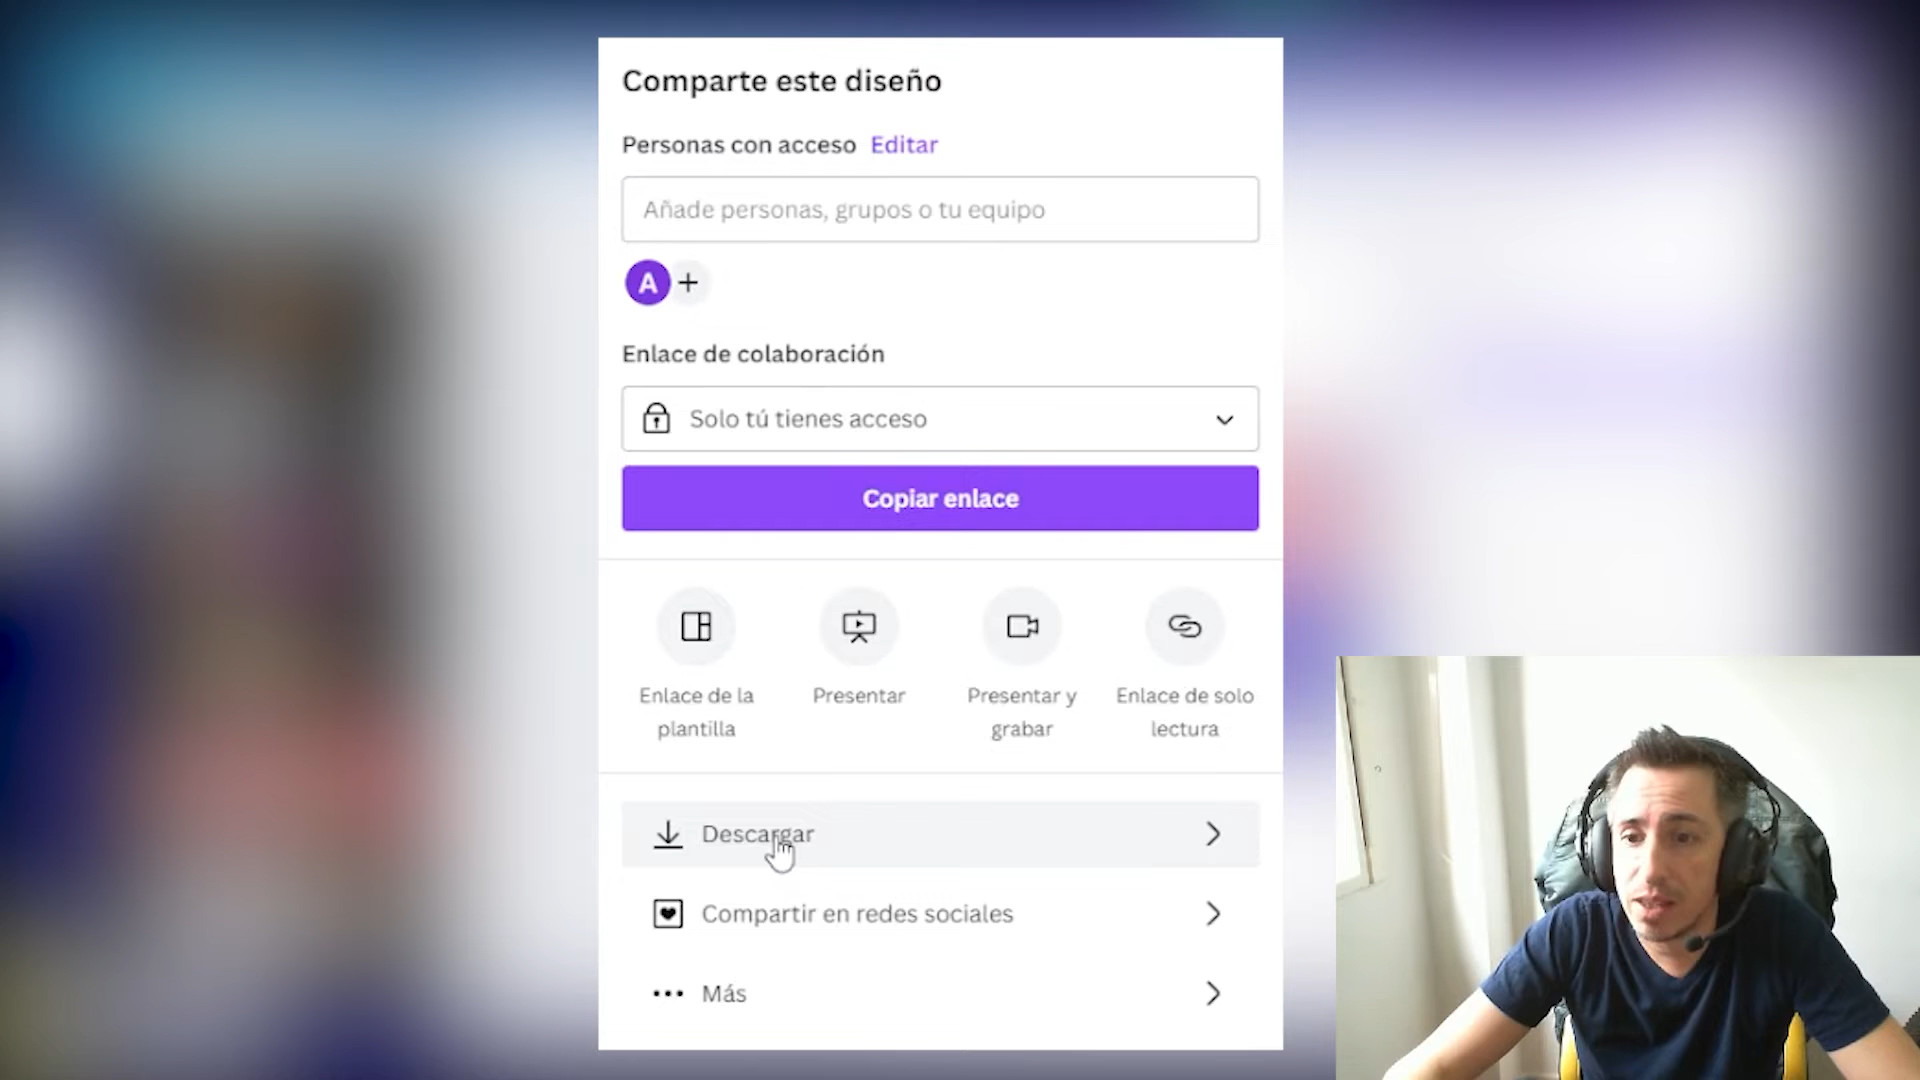 Comparte este diseño
Personas con acceso Editar
Añade personas, grupos o tu equipo
A +
Enlace de colaboración
Solo tú tienes acceso
Copiar enlace
Enlace de la plantilla
Presentar
Presentar y grabar
Enlace de solo lectura
Descargar
Compartir en redes sociales
Más